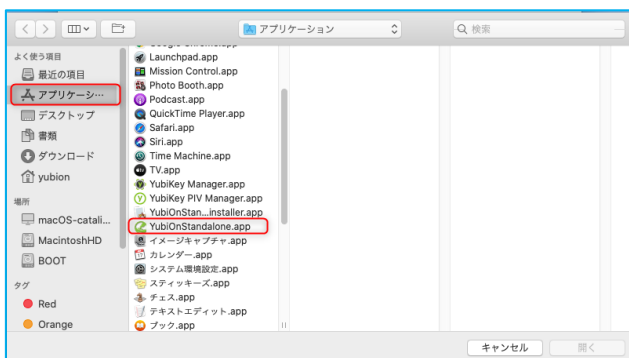 アプリケーション
検索
よく使う項目
最近の項目
アプリケーシ…
デスクトップ
書類
ダウンロード
yubion
場所
macOS-catali...
MacintoshHD
BOOT
タグ
Red
Orange
Google Chrome.app
Launchpad.app
Mission Control.app
Photo Booth.app
Podcast.app
QuickTime Player.app
Safari.app
Siri.app
Time Machine.app
TV.app
YubiKey Manager.app
YubiKey PIV Manager.app
YubiOnStan...installer.app
YubiOnStandalone.app
イメージキャプチャ.app
カレンダー.app
システム環境設定.app
スティッキーズ.app
チェス.app
テキストエディット.app
ブック.app
キャンセル
開く